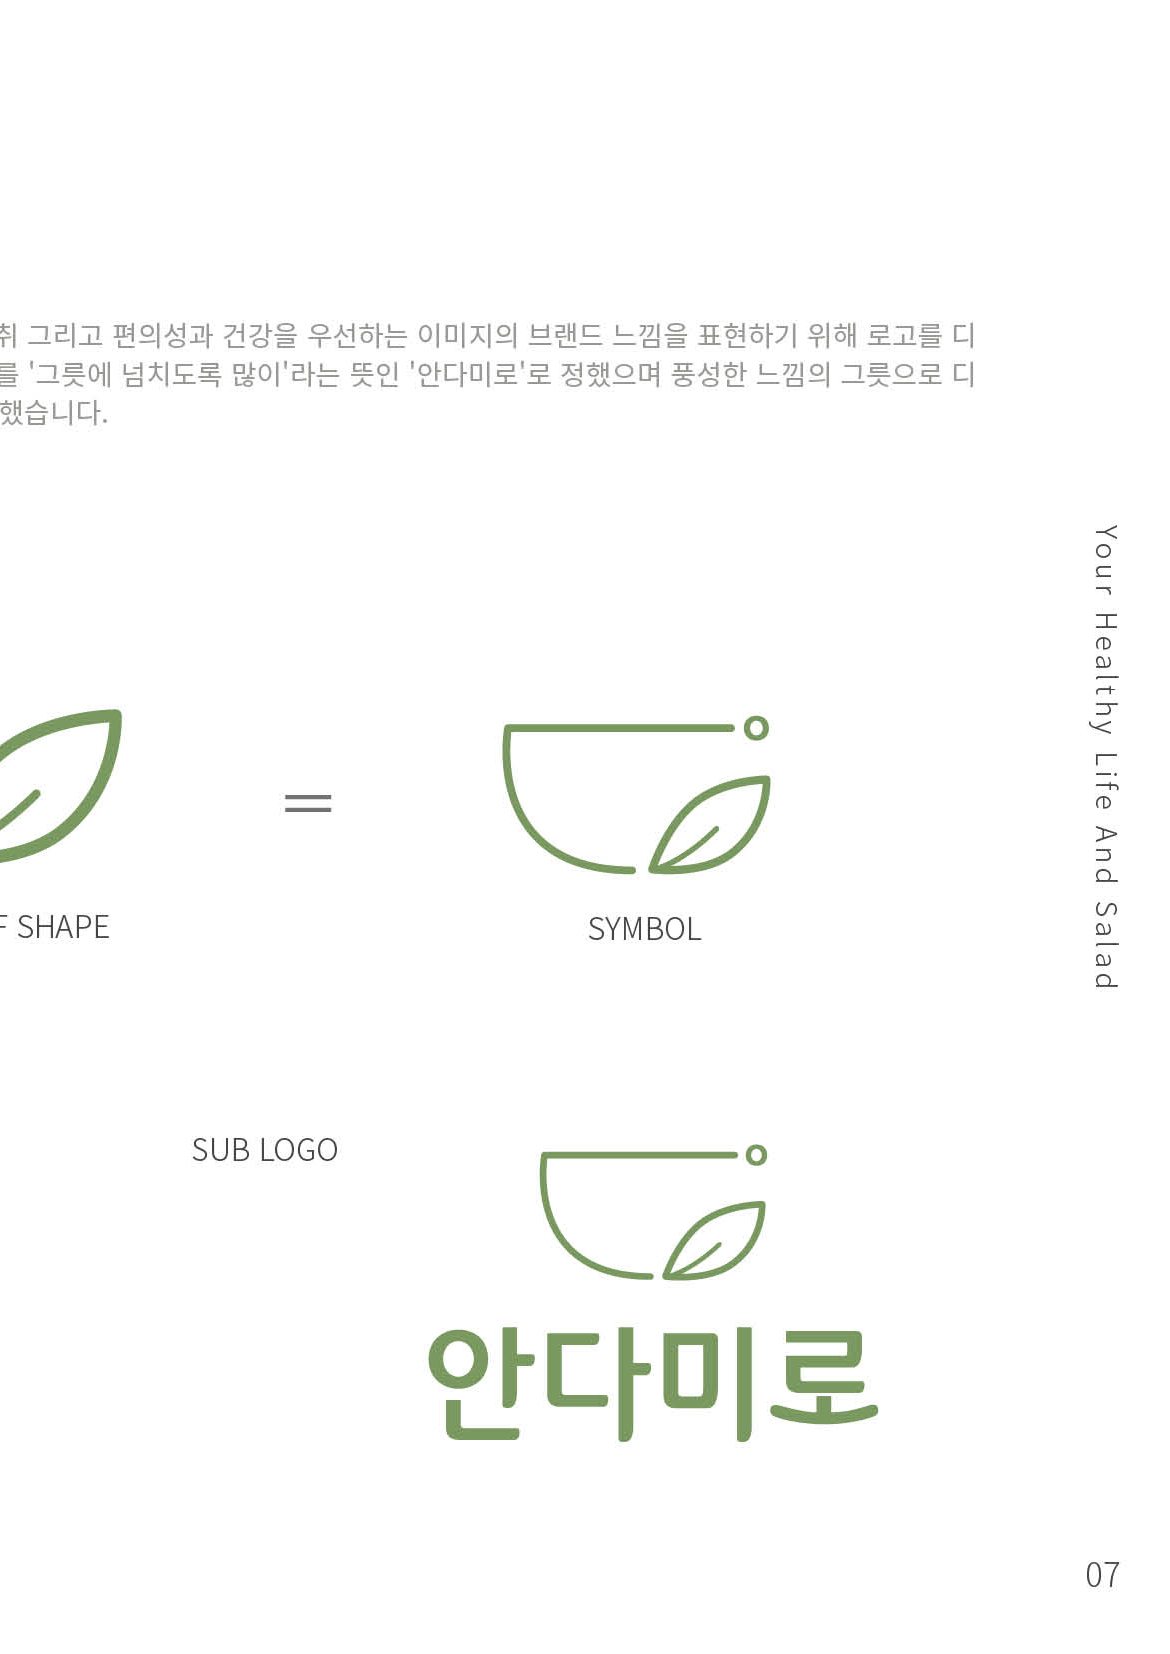 취 그리고 편의성과 건강을 우선하는 이미지의 브랜드 느낌을 표현하기 위해 로고를 디
를 '그릇에 넘치도록 많이'라는 뜻인 '안다미로'로 정했으며 풍성한 느낌의 그릇으로 디
했습니다.
Your Healthy Life And Salad
F SHAPE
=
SYMBOL
SUB LOGO
안다미로
07